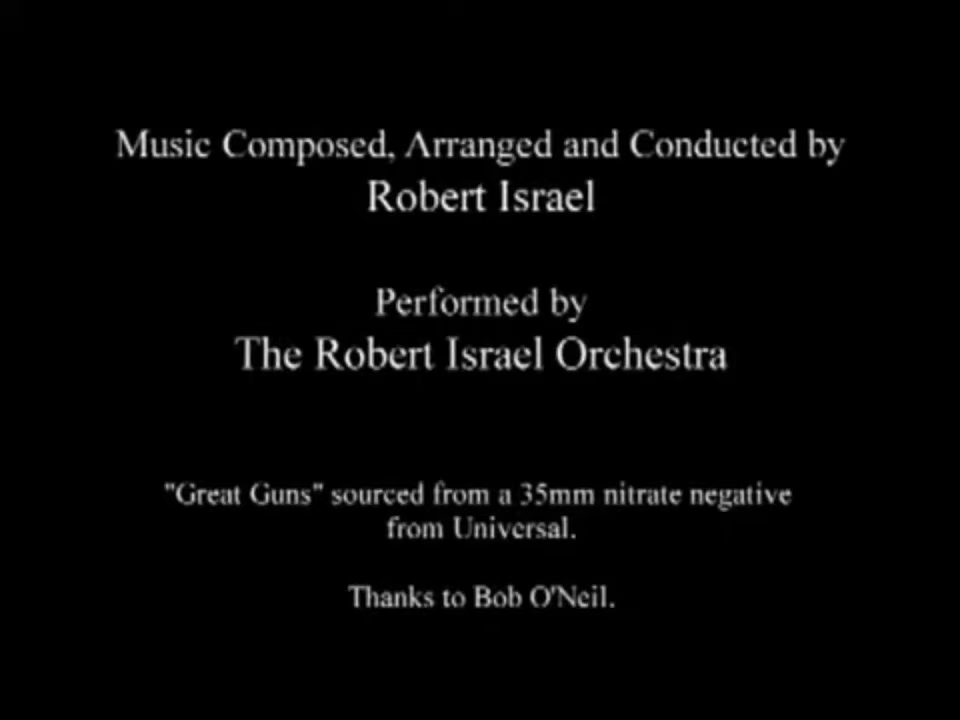 Music Composed, Arranged and Conducted by
Robert Israel
Performed by
The Robert Israel Orchestra
"Great Guns" sourced from a 35mm nitrate negative
from Universal.
Thanks to Bob O'Neil.